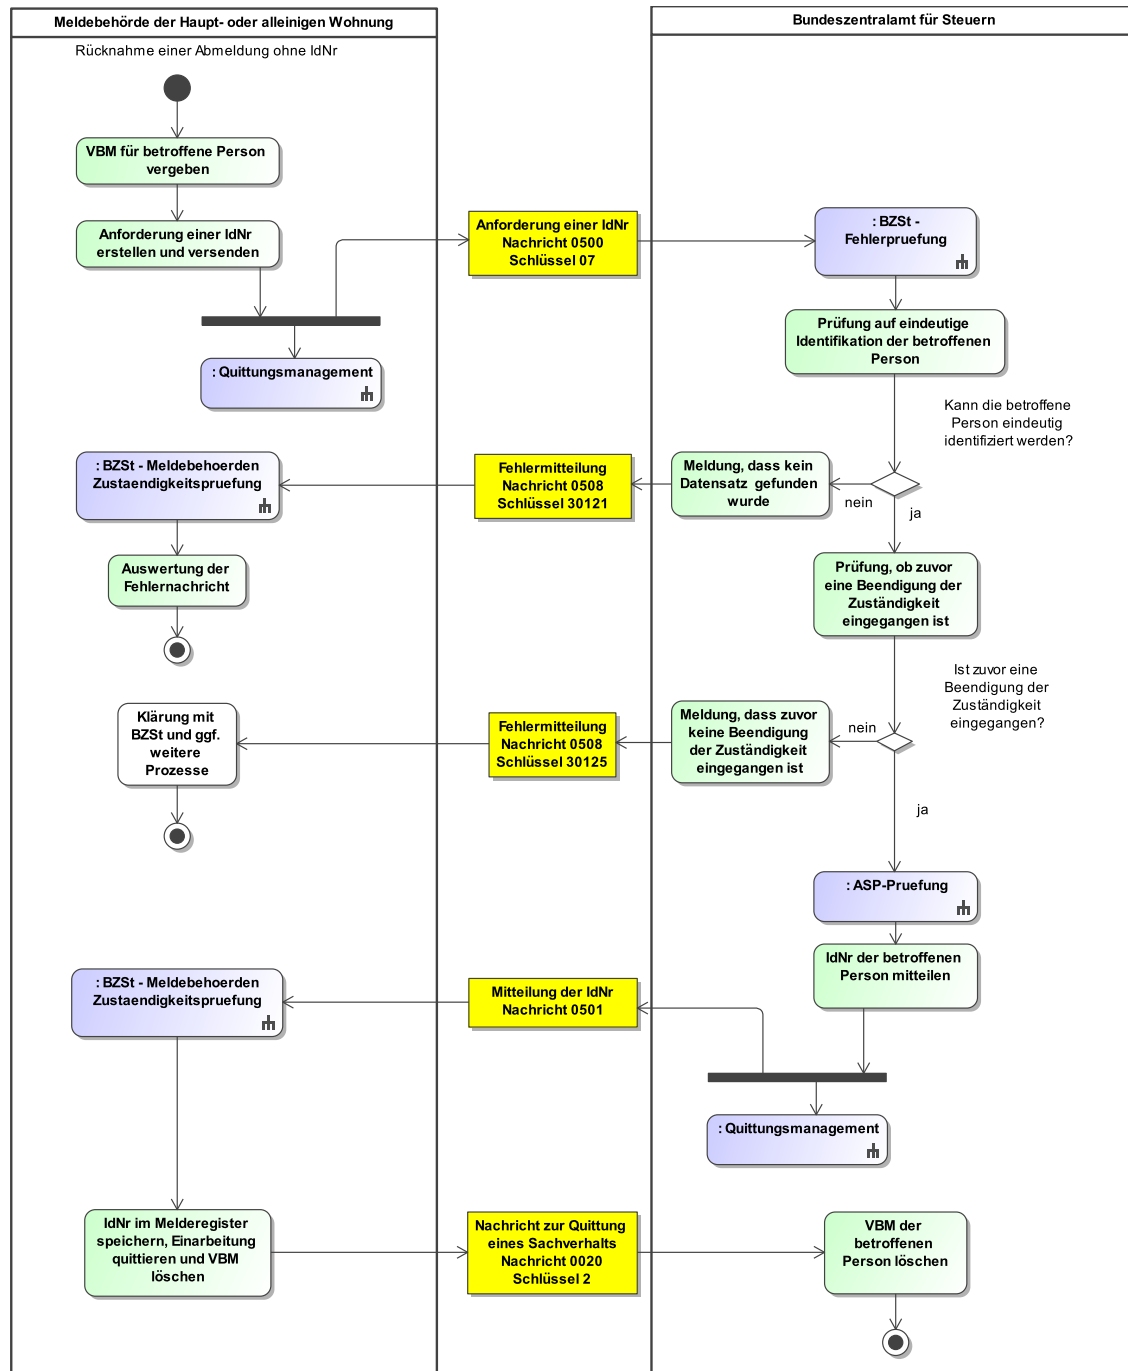 Meldebehörde der Haupt- oder alleinigen Wohnung
Bundeszentralamt für Steuern
Rücknahme einer Abmeldung ohne IdNr
VBM für betroffene Person
vergeben
Anforderung einer IdNr
erstellen und versenden
: Quittungsmanagement
Anforderung einer IdNr
Nachricht 0500
Schlüssel 07
: BZSt -
Fehlerpruefung
Prüfung auf eindeutige
Identifikation der betroffenen
Person
Kann die betroffene
Person eindeutig
identifiziert werden?
nein
ja
Meldung, dass kein
Datensatz gefunden
wurde
Fehlermitteilung
Nachricht 0508
Schlüssel 30121
: BZSt - Meldebehoerden
Zustaendigkeitspruefung
Auswertung der
Fehlernachricht
Prüfung, ob zuvor
eine Beendigung der
Zuständigkeit
eingegangen ist
Ist zuvor eine
Beendigung der
Zuständigkeit
eingegangen?
nein
ja
Meldung, dass zuvor
keine Beendigung
der Zuständigkeit
eingegangen ist
Fehlermitteilung
Nachricht 0508
Schlüssel 30125
Klärung mit
BZSt und ggf.
weitere
Prozesse
: ASP-Pruefung
IdNr der betroffenen
Person mitteilen
: Quittungsmanagement
Mitteilung der IdNr
Nachricht 0501
: BZSt - Meldebehoerden
Zustaendigkeitspruefung
IdNr im Melderegister
speichern, Einarbeitung
quittieren und VBM
löschen
Nachricht zur Quittung
eines Sachverhalts
Nachricht 0020
Schlüssel 2
VBM der
betroffenen
Person löschen